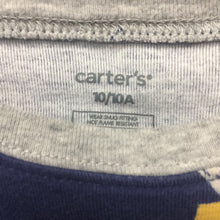 carter's®
10/10A
WEAR SNUG-FITTING
NOT FLAME RESISTANT